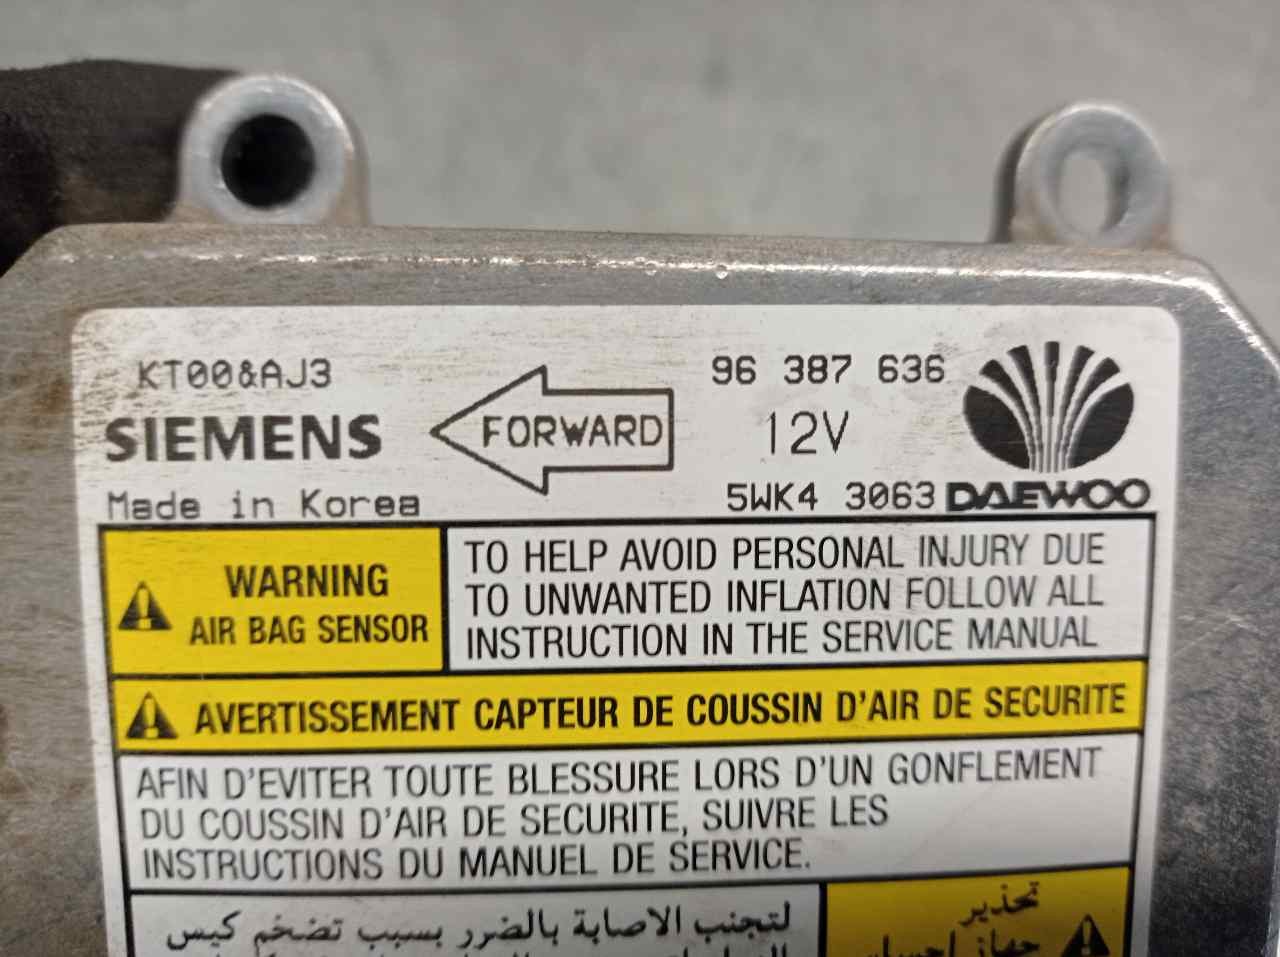 KT00&AJ3
SIEMENS
Made in Korea
FORWARD
96 387 636
12V
5WK4 3063
DAEWOO
WARNING
AIR BAG SENSOR
TO HELP AVOID PERSONAL INJURY DUE
TO UNWANTED INFLATION FOLLOW ALL
INSTRUCTION IN THE SERVICE MANUAL
AVERTISSEMENT CAPTEUR DE COUSSIN D'AIR DE SECURITE
AFIN D'EVITER TOUTE BLESSURE LORS D'UN GONFLEMENT
DU COUSSIN D'AIR DE SECURITE, SUIVRE LES
INSTRUCTIONS DU MANUEL DE SERVICE.
تحذير
جهاز احساس
لتجنب الاصابة بالضرر بسبب تضخم كيس